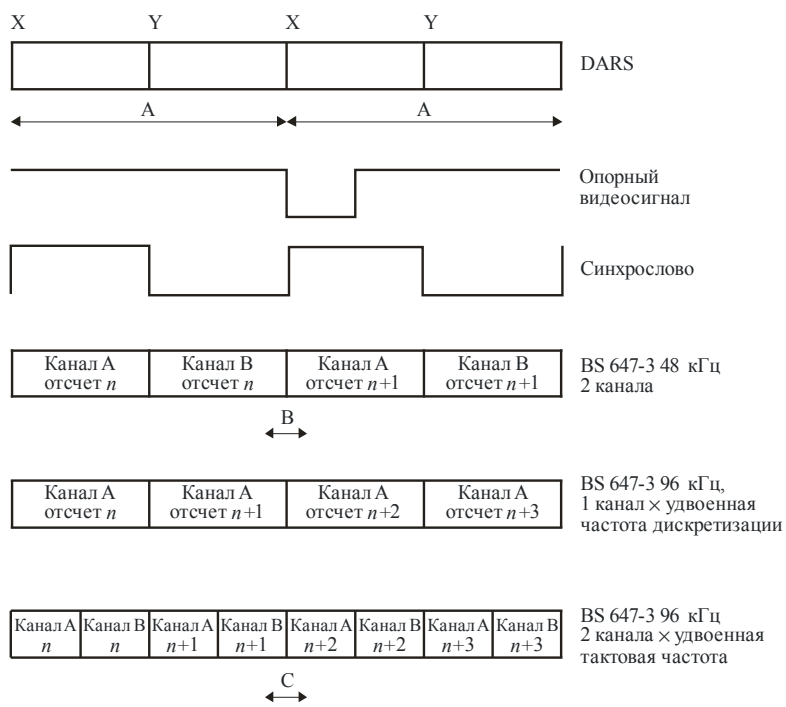 X Y X Y
DARS
A A
Опорный
видеосигнал
Синхрослово
Канал A Канал B Канал A Канал B
отсчет n отсчет n отсчет n+1 отсчет n+1
BS 647-3 48 кГц
2 канала
B
Канал A Канал A Канал A Канал A
отсчет n отсчет n+1 отсчет n+2 отсчет n+3
BS 647-3 96 кГц,
1 канал × удвоенная
частота дискретизации
Канал A Канал B Канал A Канал B Канал A Канал B Канал A Канал B
n n n+1 n+1 n+2 n+2 n+3 n+3
BS 647-3 96 кГц
2 канала × удвоенная
тактовая частота
C